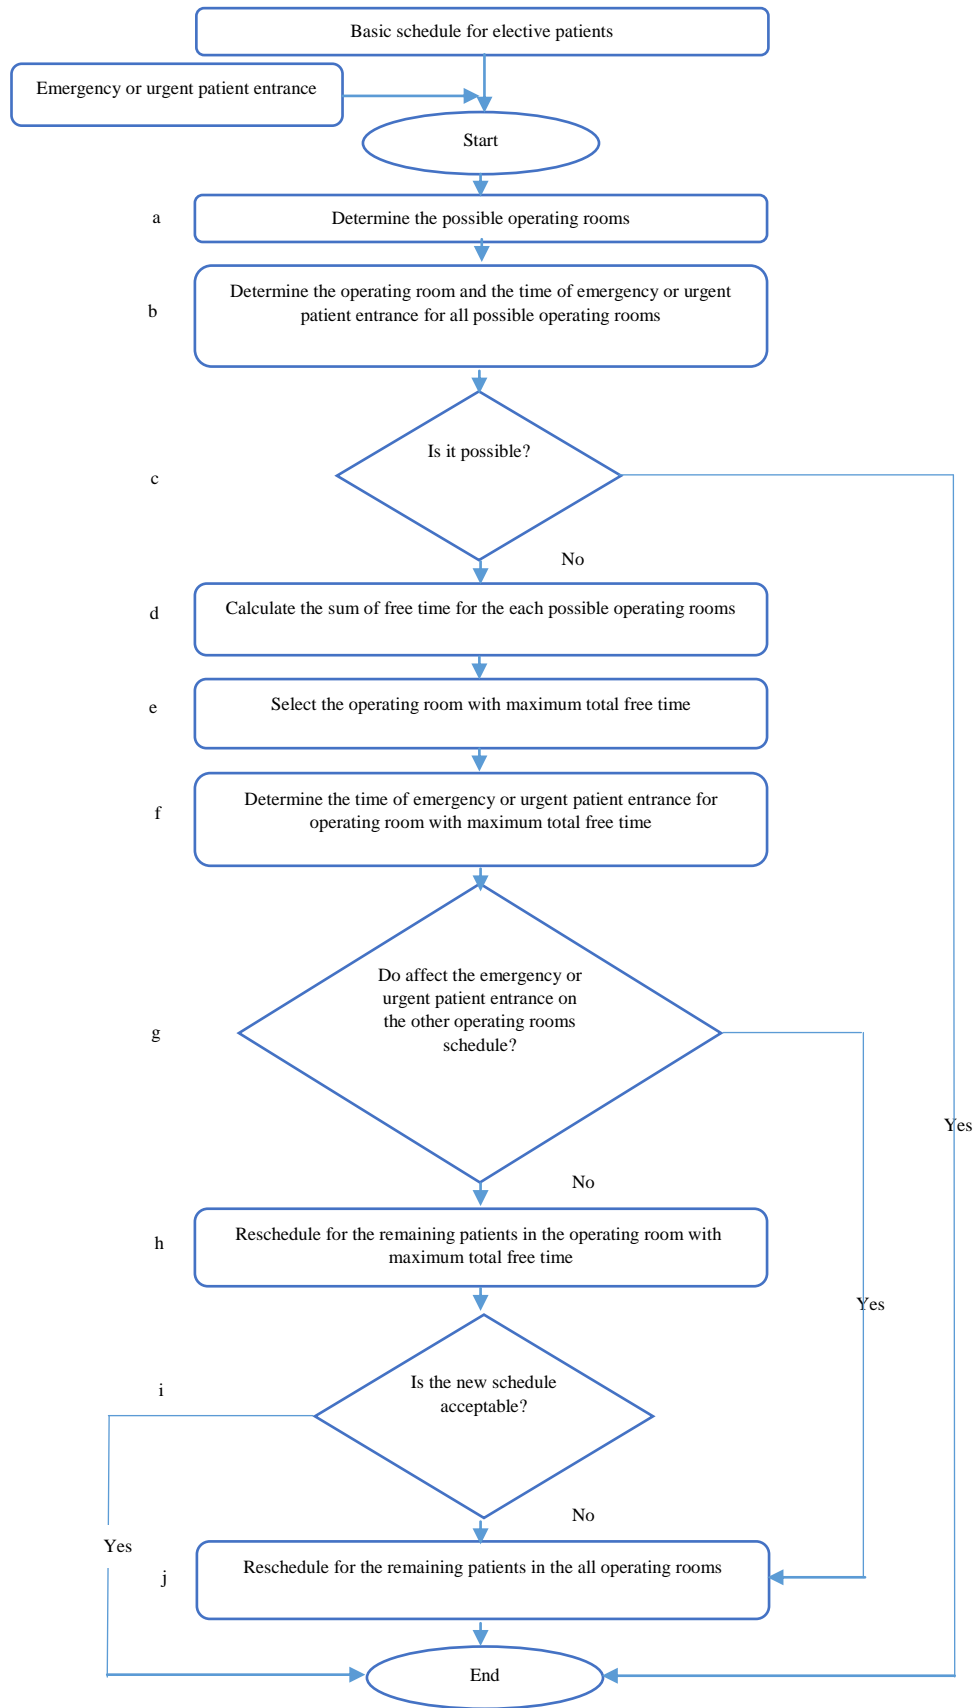 Basic schedule for elective patients
Emergency or urgent patient entrance
Start
a
Determine the possible operating rooms
b
Determine the operating room and the time of emergency or urgent
patient entrance for all possible operating rooms
Is it possible?
c
No
d
Calculate the sum of free time for the each possible operating rooms
e
Select the operating room with maximum total free time
f
Determine the time of emergency or urgent patient entrance for
operating room with maximum total free time
Do affect the emergency or
urgent patient entrance on
the other operating rooms
schedule?
g
Yes
No
h
Reschedule for the remaining patients in the operating room with
maximum total free time
Yes
i
Is the new schedule
acceptable?
No
Yes
j
Reschedule for the remaining patients in the all operating rooms
End